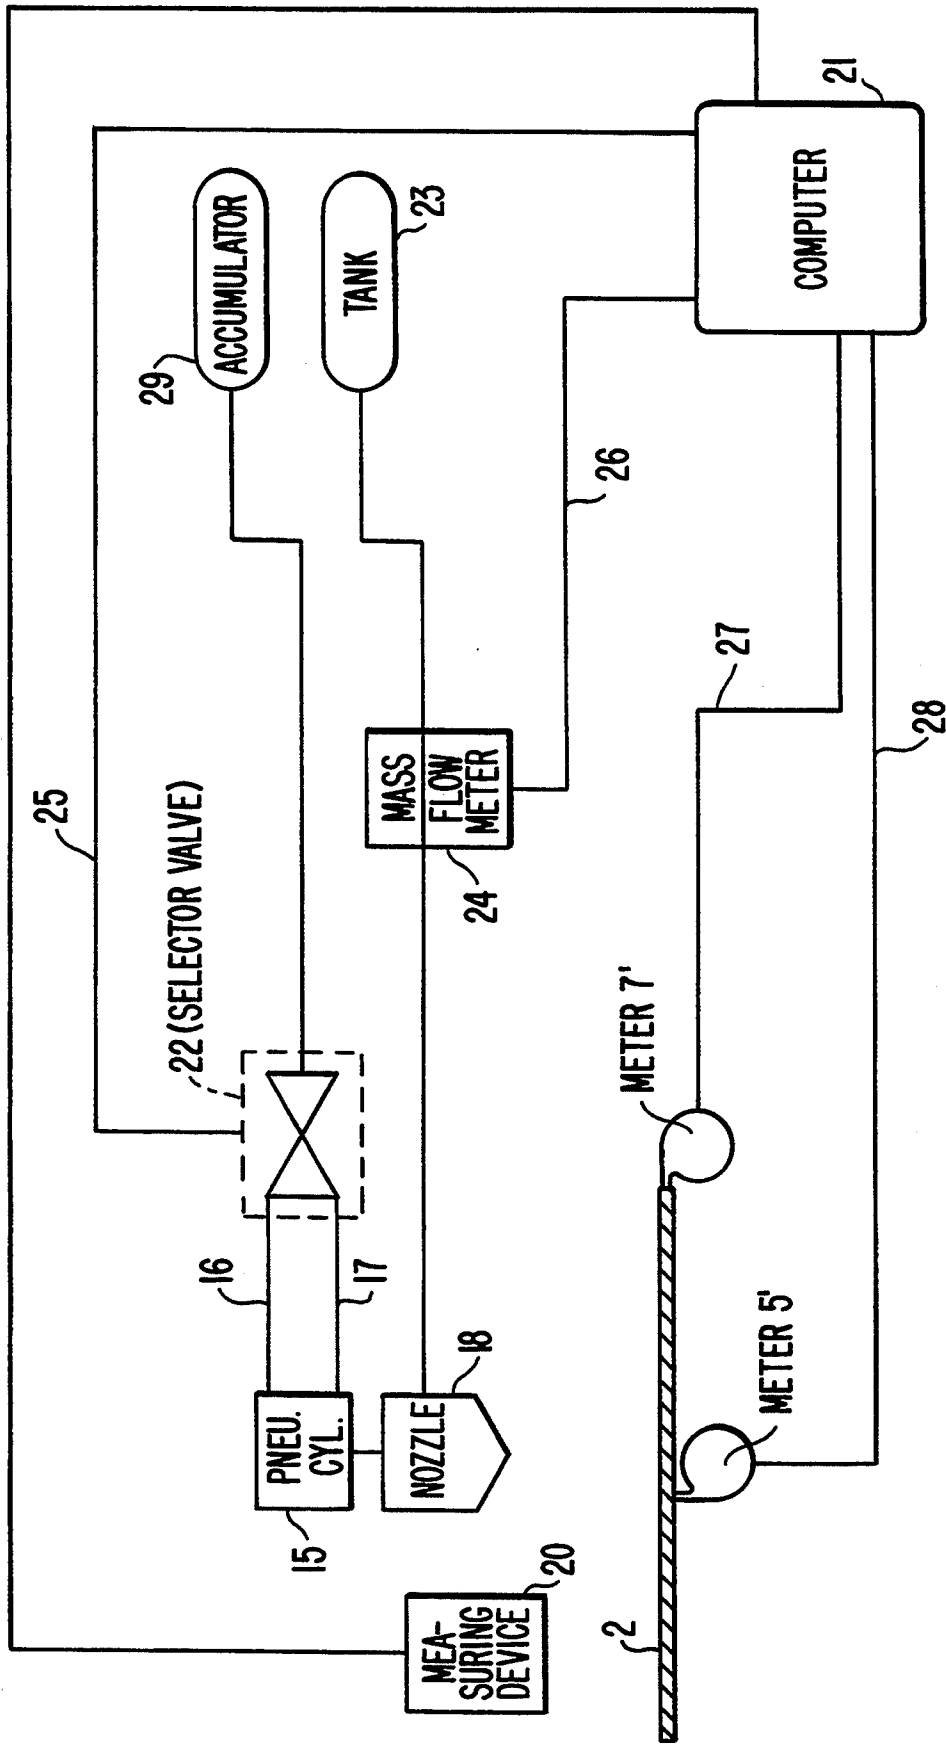 25
22 (SELECTOR VALVE)
29
ACCUMULATOR
TANK
23
16
17
PNEU.
CYL.
15
NOZZLE
18
MASS
FLOW
METER
24
26
MEA-
SURING
DEVICE
20
COMPUTER
21
27
28
METER 7'
METER 5'
2